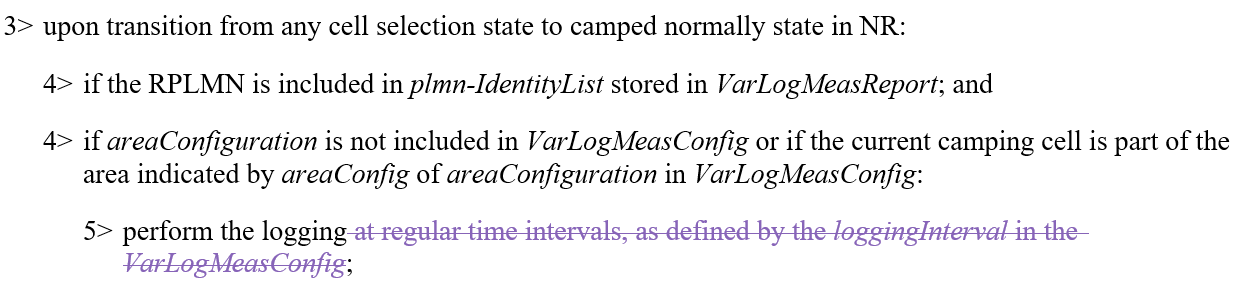 3> upon transition from any cell selection state to camped normally state in NR:
4> if the RPLMN is included in plmn-IdentityList stored in VarLogMeasReport; and
4> if areaConfiguration is not included in VarLogMeasConfig or if the current camping cell is part of the
area indicated by areaConfig of areaConfiguration in VarLogMeasConfig:
5> perform the logging at regular time intervals, as defined by the loggingInterval in the
VarLogMeasConfig;